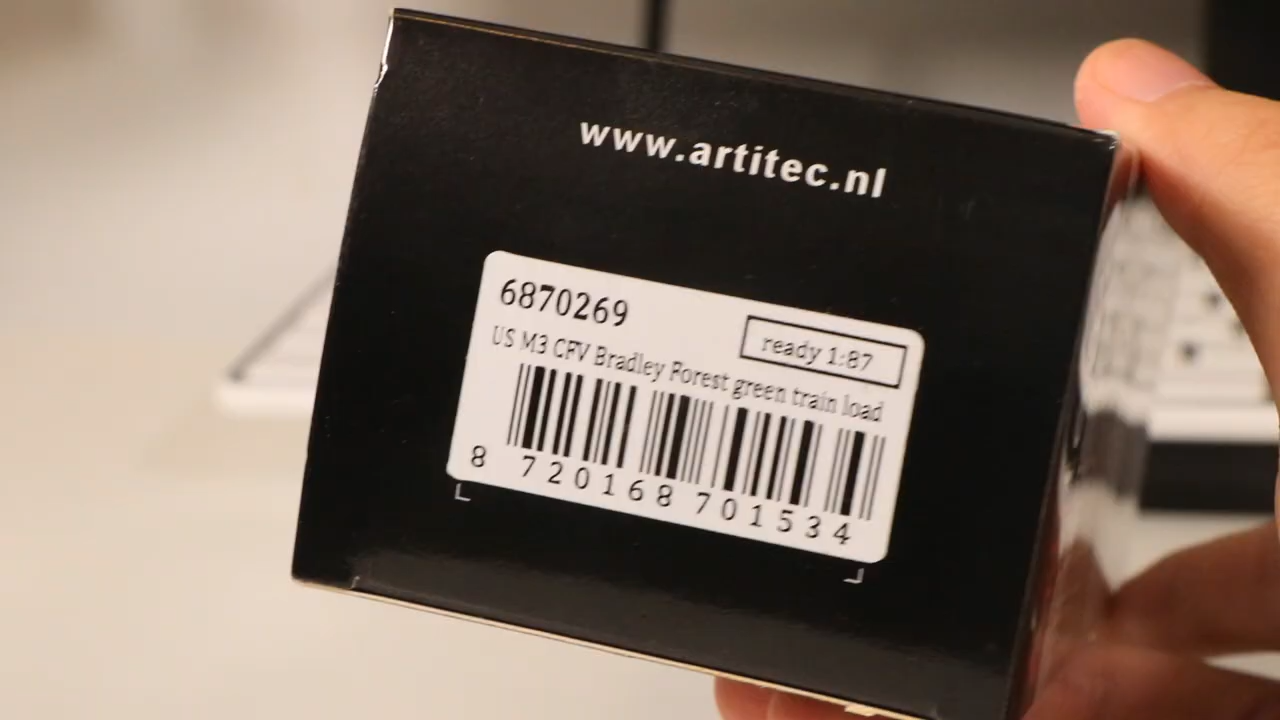 www.artitec.nl
6870269
ready 1:87
US M3 CFV Bradley Forest green train load
8 720168 701534